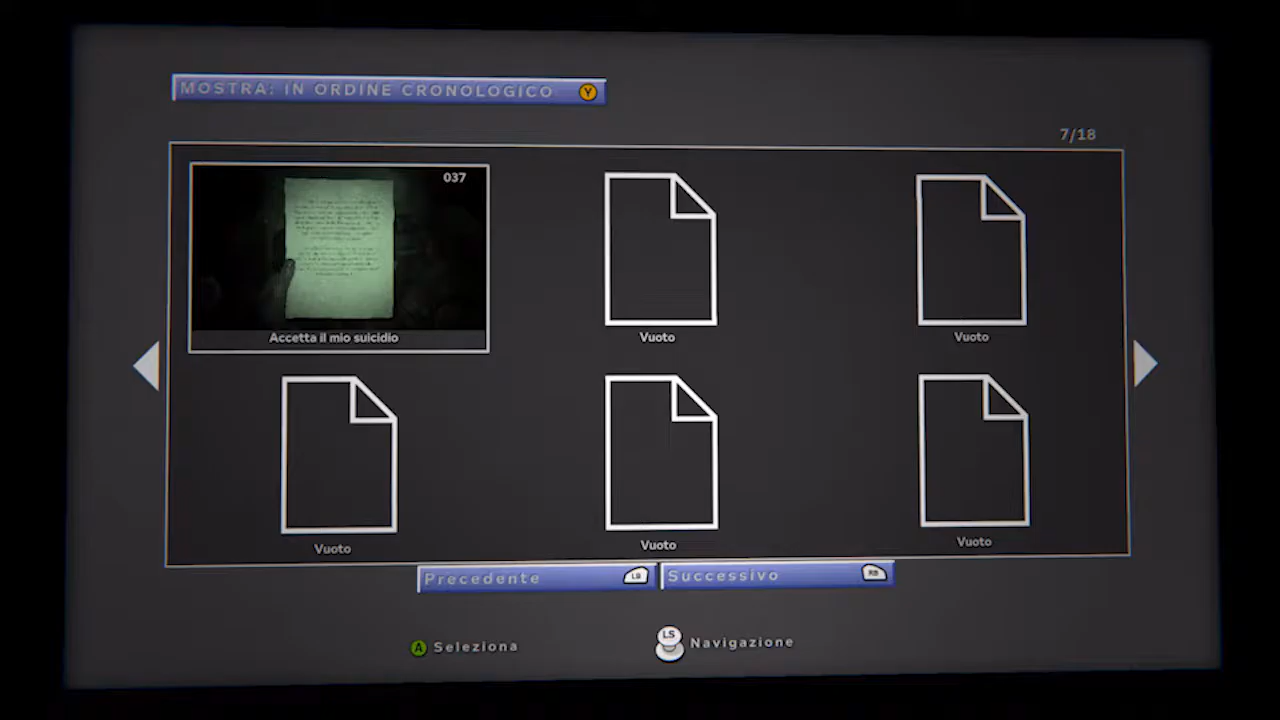 MOSTRA: IN ORDINE CRONOLOGICO Y
7/18
037
Accetta il mio suicidio
Vuoto
Vuoto
Vuoto
Vuoto
Vuoto
Precedente LB
Successivo RB
A Seleziona
LS Navigazione